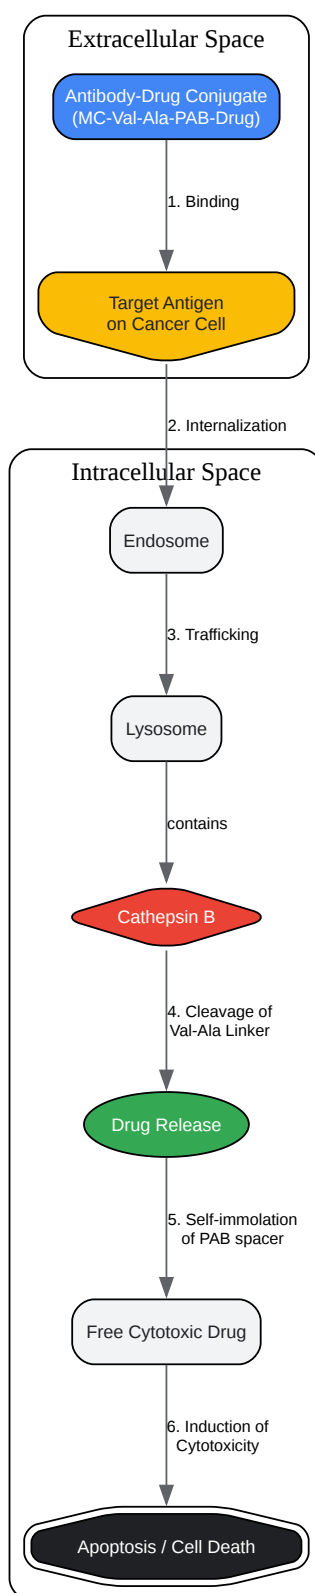 Extracellular Space
Antibody-Drug Conjugate
(MC-Val-Ala-PAB-Drug)
1. Binding
Target Antigen
on Cancer Cell
2. Internalization
Intracellular Space
Endosome
3. Trafficking
Lysosome
contains
Cathepsin B
4. Cleavage of
Val-Ala Linker
Drug Release
5. Self-immolation
of PAB spacer
Free Cytotoxic Drug
6. Induction of
Cytotoxicity
Apoptosis / Cell Death